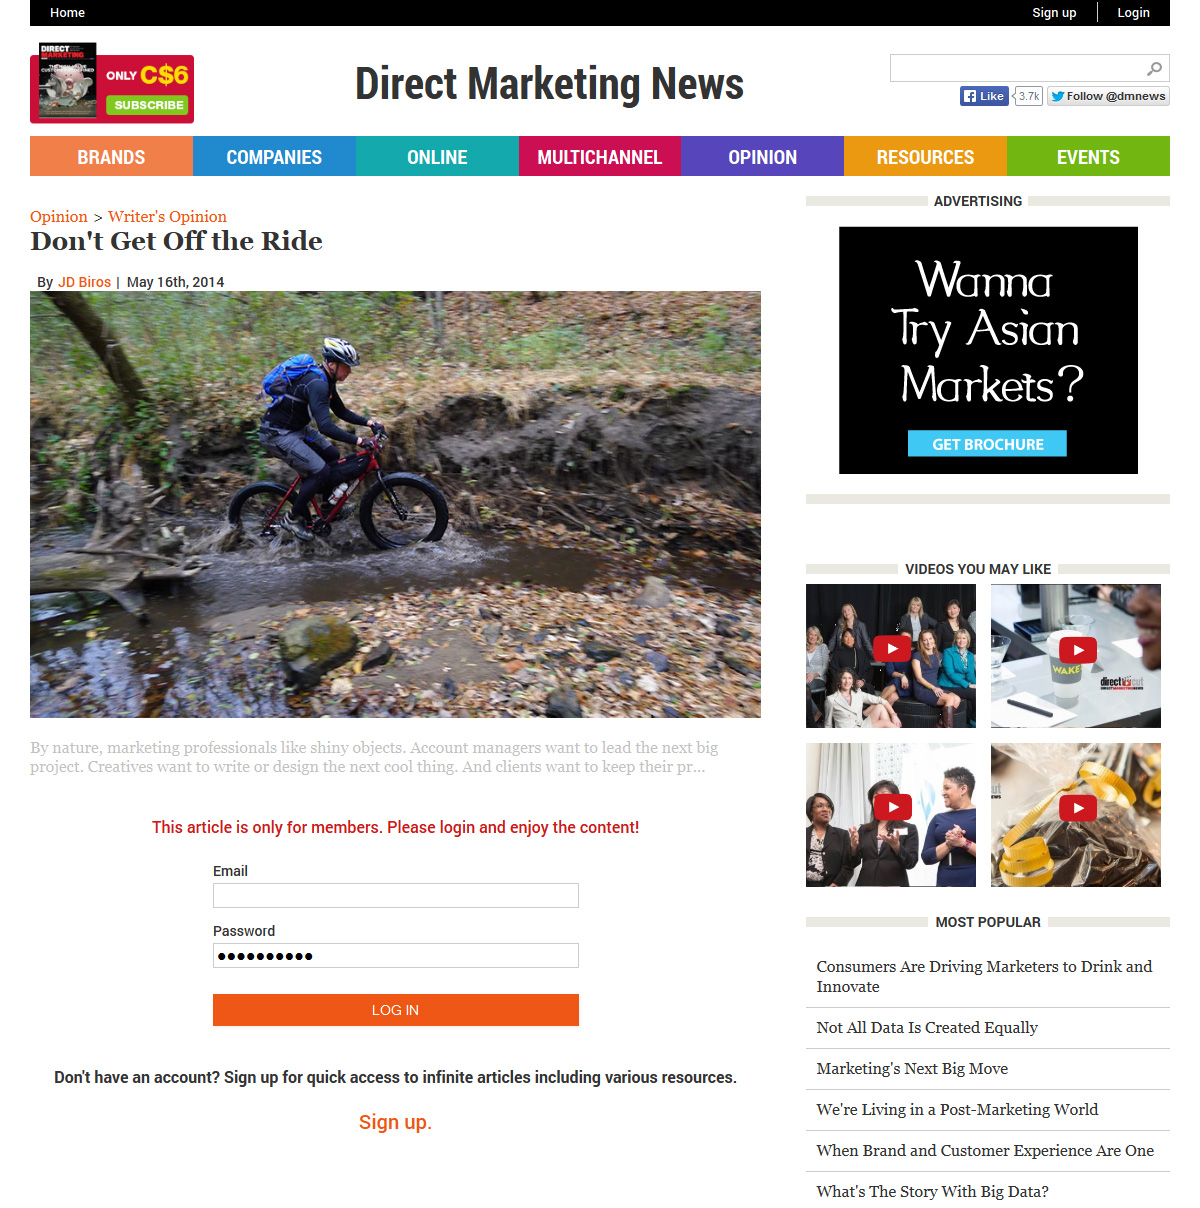 Home
Sign up
Login
DIRECT
MARKETING
ONLY C$6
SUBSCRIBE
Direct Marketing News
Like
3.7k
Follow @dmnews
BRANDS
COMPANIES
ONLINE
MULTICHANNEL
OPINION
RESOURCES
EVENTS
Opinion > Writer's Opinion
Don't Get Off the Ride
By JD Biros | May 16th, 2014
By nature, marketing professionals like shiny objects. Account managers want to lead the next big
project. Creatives want to write or design the next cool thing. And clients want to keep their pr...
This article is only for members. Please login and enjoy the content!
Email
Password
LOG IN
Don't have an account? Sign up for quick access to infinite articles including various resources.
Sign up.
ADVERTISING
Wanna
Try Asian
Markets?
GET BROCHURE
VIDEOS YOU MAY LIKE
WAKE
direct cut
DIRECT MARKETING NEWS
MOST POPULAR
Consumers Are Driving Marketers to Drink and
Innovate
Not All Data Is Created Equally
Marketing's Next Big Move
We're Living in a Post-Marketing World
When Brand and Customer Experience Are One
What's The Story With Big Data?